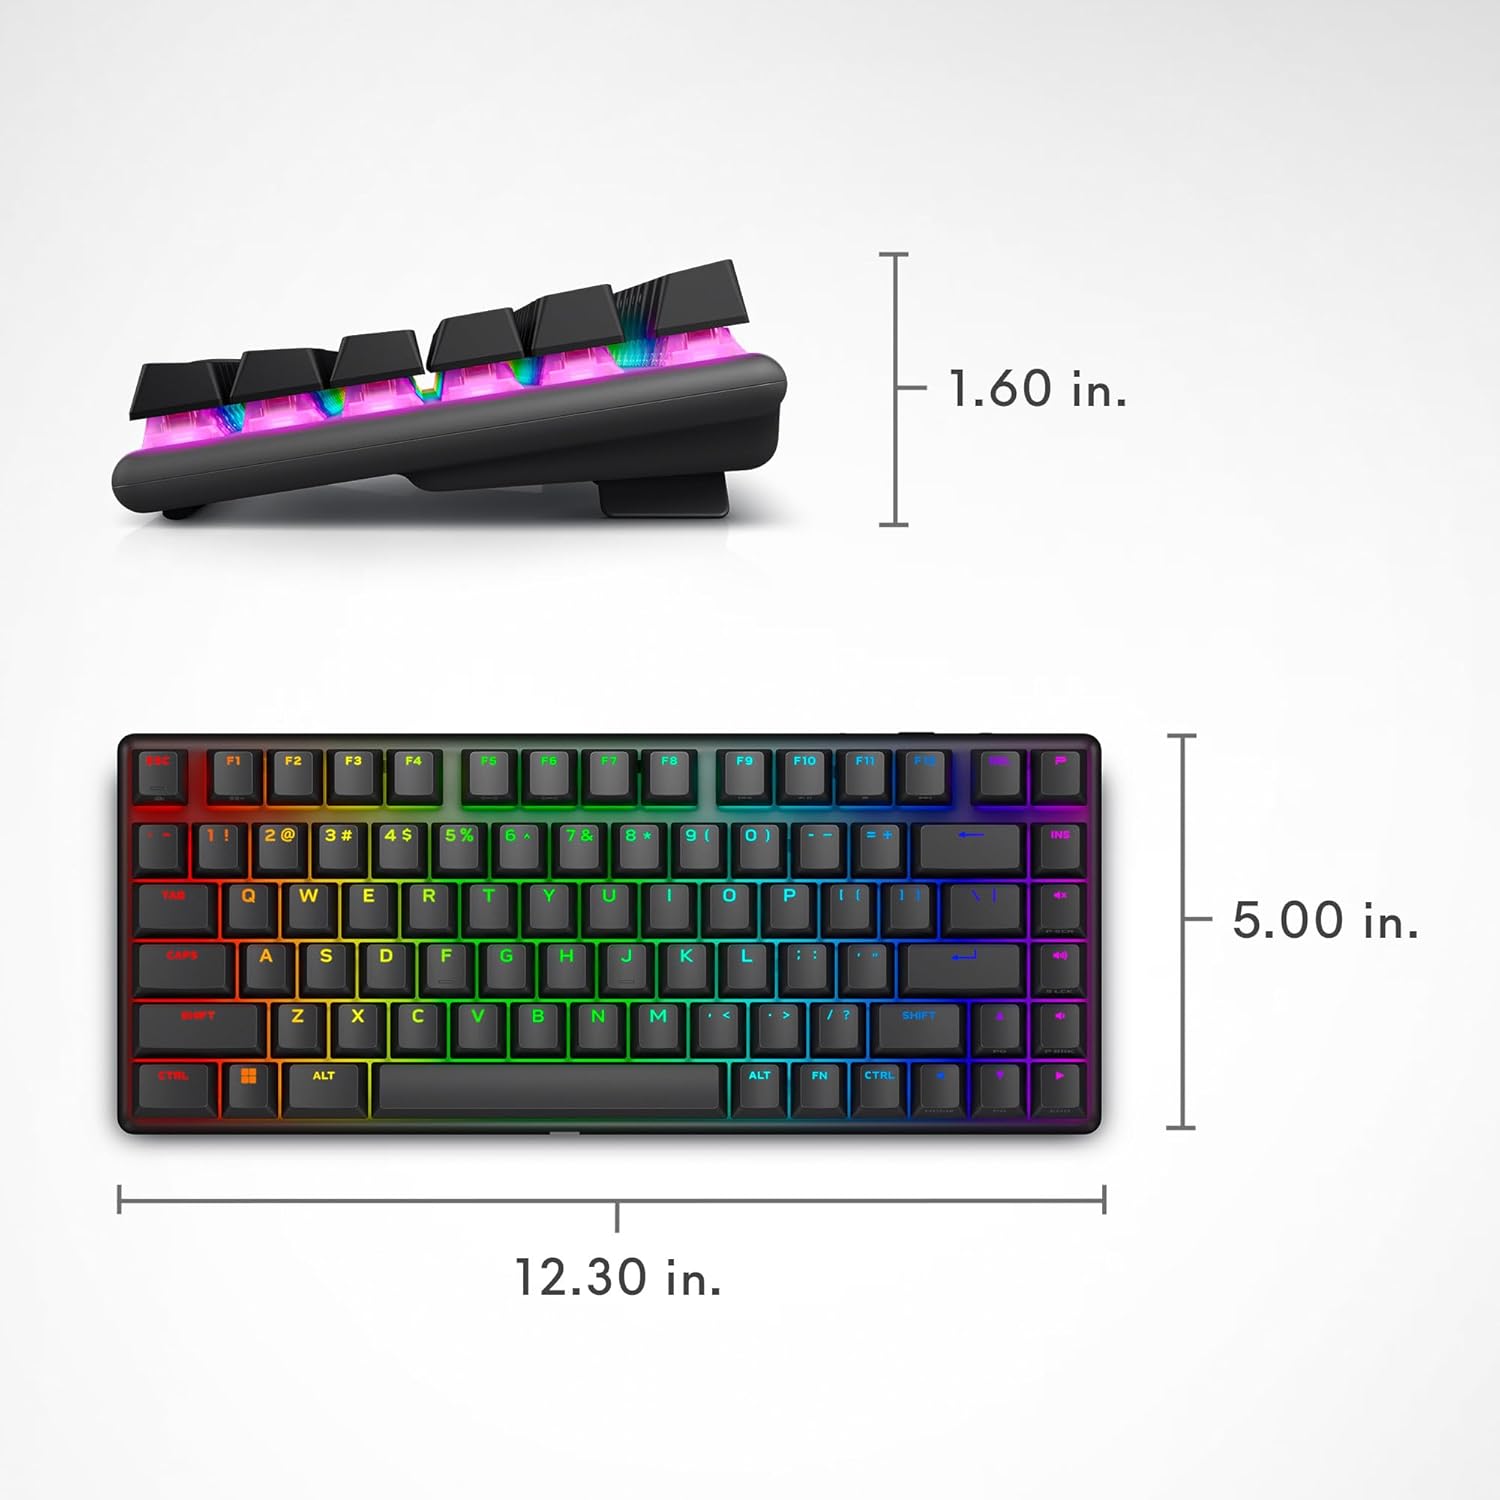 1.60 in.
ESC F1 F2 F3 F4 F5 F6 F7 F8 F9 F10 F11 F12 DEL P
1 ! 2 @ 3 # 4 $ 5 % 6 ^ 7 & 8 * 9 ( 0 ) - - = + INS
TAB Q W E R T Y U I O P [ { ] } \ |
CAPS A S D F G H J K L ; : ' "
SHIFT Z X C V B N M , < . > / ? SHIFT
CTRL ALT ALT FN CTRL
5.00 in.
12.30 in.